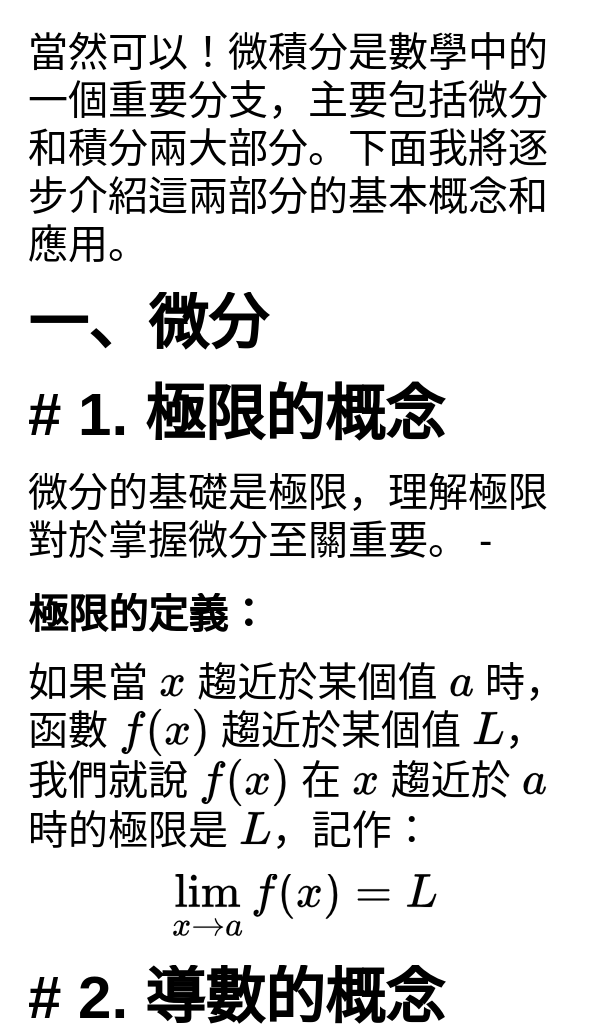 當然可以！微積分是數學中的
一個重要分支，主要包括微分
和積分兩大部分。下面我將逐
步介紹這兩部分的基本概念和
應用。
一、微分
# 1. 極限的概念
微分的基礎是極限，理解極限
對於掌握微分至關重要。 -
極限的定義：
如果當 x 趨近於某個值 a 時，
函數 f(x) 趨近於某個值 L，
我們就說 f(x) 在 x 趨近於 a
時的極限是 L，記作：
lim f(x) = L
x→a
# 2. 導數的概念